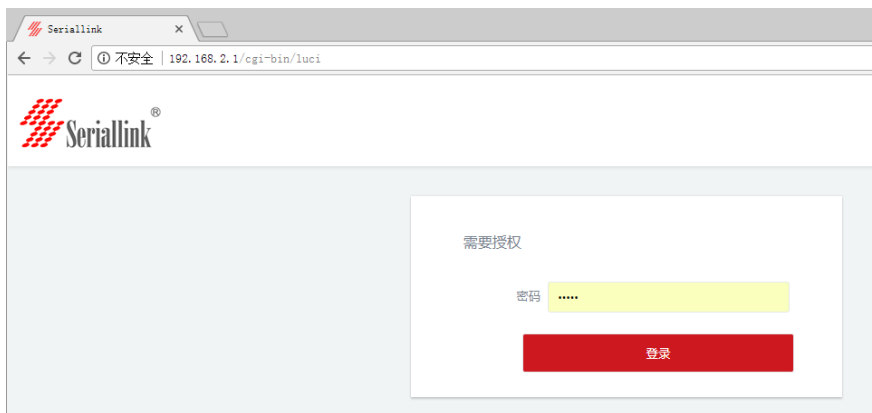 Seriallink
不安全 | 192.168.2.1/cgi-bin/luci
Seriallink®
需要授权
密码 •••••
登录